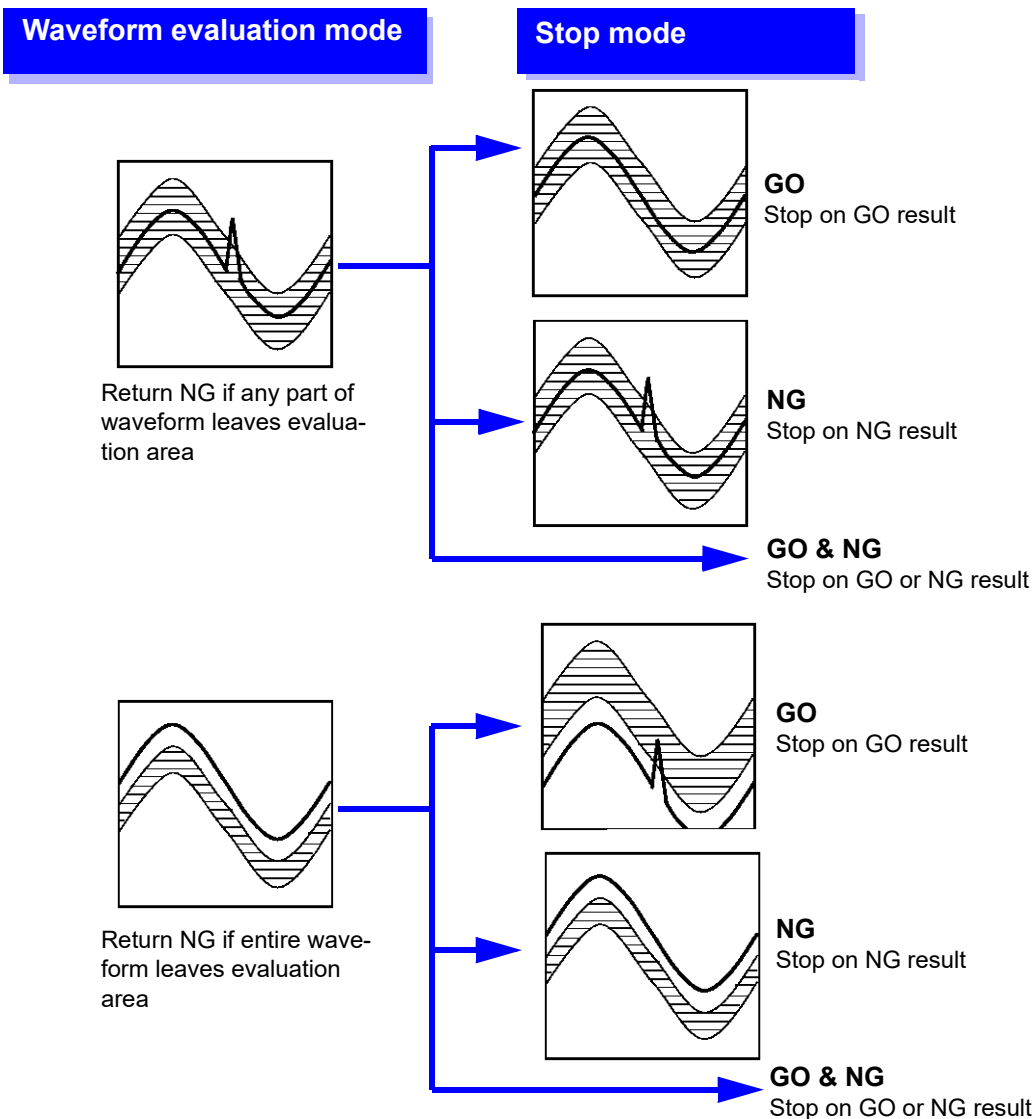 Waveform evaluation mode
Stop mode
GO
Stop on GO result
Return NG if any part of
waveform leaves evalua-
tion area
NG
Stop on NG result
GO & NG
Stop on GO or NG result
GO
Stop on GO result
Return NG if entire wave-
form leaves evaluation
area
NG
Stop on NG result
GO & NG
Stop on GO or NG result